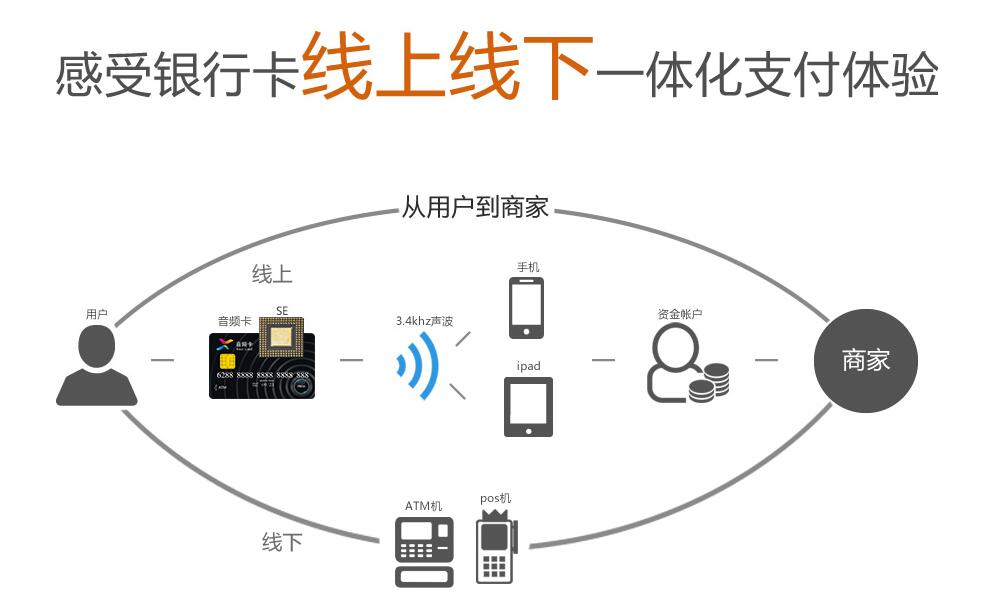 感受银行卡线上线下一体化支付体验
从用户到商家
线上
手机
用户
音频卡
SE
3.4khz声波
资金帐户
音频卡
6288 8888 8888 8888 888
ATM
ipad
商家
ATM机
pos机
线下